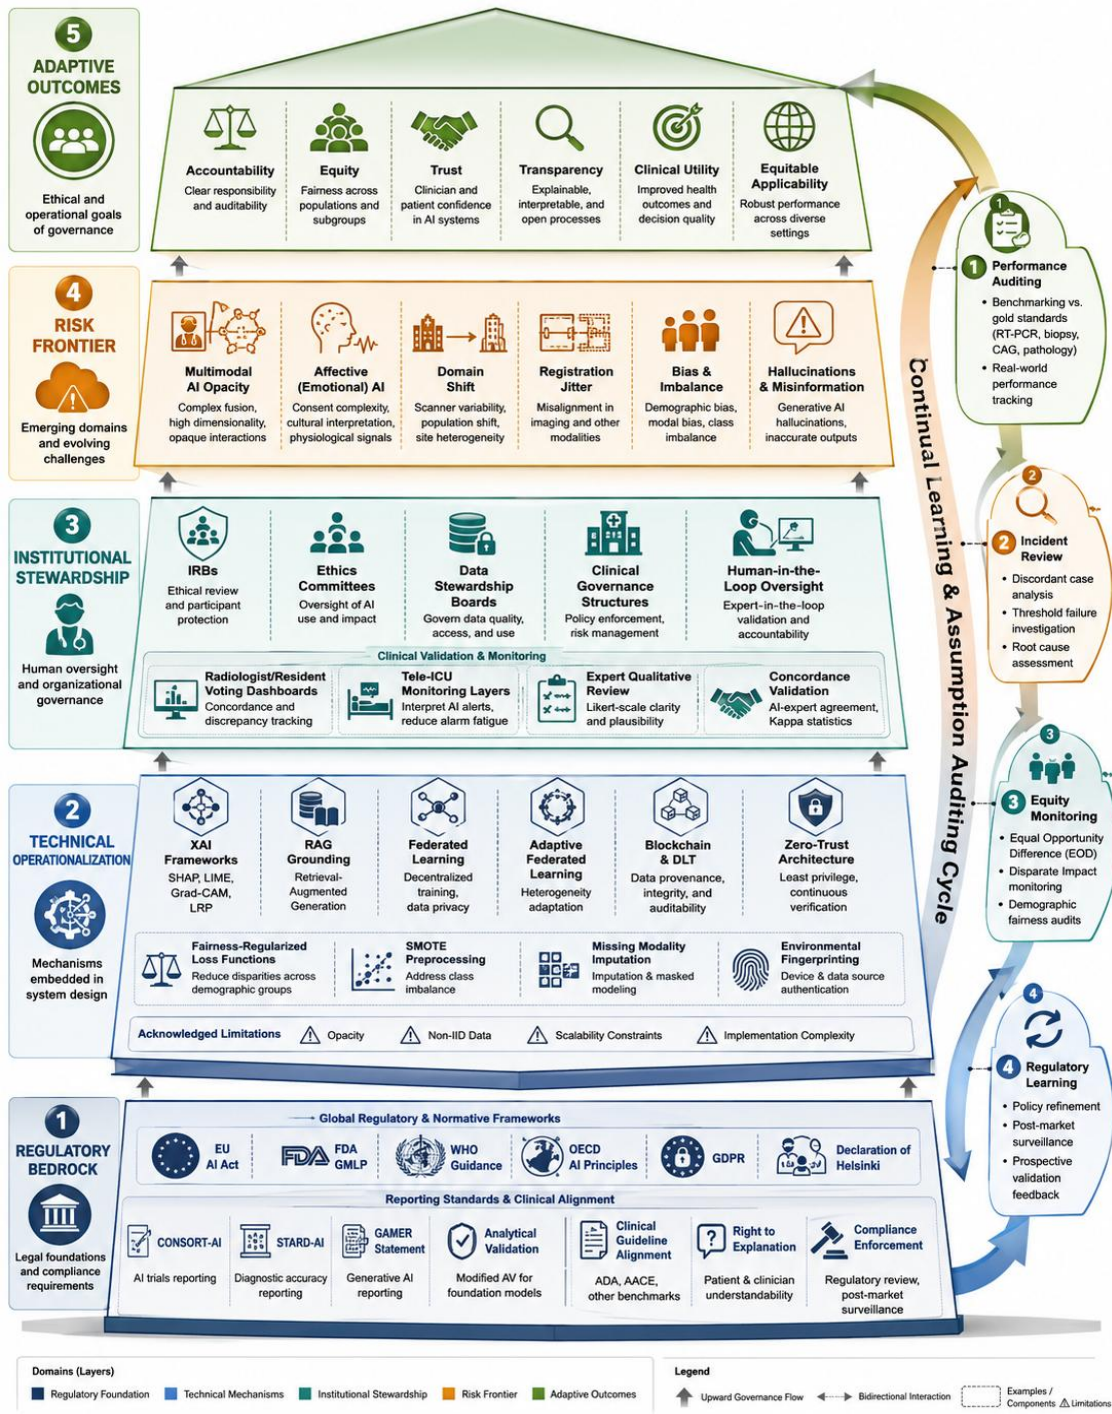 5
ADAPTIVE
OUTCOMES
Ethical and
operational goals
of governance
Accountability
Clear responsibility
and auditability
Equity
Fairness across
populations and
subgroups
Trust
Clinician and
patient confidence
in AI systems
Transparency
Explainable,
interpretable, and
open processes
Clinical Utility
Improved health
outcomes and
decision quality
Equitable
Applicability
Robust performance
across diverse
settings
4
RISK
FRONTIER
Emerging domains
and evolving
challenges
Multimodal
AI Opacity
Complex fusion,
high dimensionality,
opaque interactions
Affective
(Emotional) AI
Consent complexity,
cultural interpretation,
physiological signals
Domain
Shift
Scanner variability,
population shift,
site heterogeneity
Registration
Jitter
Misalignment in
imaging and other
modalities
Bias &
Imbalance
Demographic bias,
modal bias, class
imbalance
Hallucinations
& Misinformation
Generative AI
hallucinations,
inaccurate outputs
3
INSTITUTIONAL
STEWARDSHIP
Human oversight
and organizational
governance
IRBs
Ethical review
and participant
protection
Ethics
Committees
Oversight of AI
use and impact
Data
Stewardship
Boards
Govern data quality,
access, and use
Clinical
Governance
Structures
Policy enforcement,
risk management
Human-in-the-
Loop Oversight
Expert-in-the-loop
validation and
accountability
Clinical Validation & Monitoring
Radiologist/Resident
Voting Dashboards
Concordance and
discrepancy tracking
Tele-ICU
Monitoring Layers
Interpret AI alerts,
reduce alarm fatigue
Expert Qualitative
Review
Likert-scale clarity
and plausibility
Concordance
Validation
AI-expert agreement,
Kappa statistics
2
TECHNICAL
OPERATIONALIZATION
Mechanisms
embedded in
system design
XAI
Frameworks
SHAP, LIME,
Grad-CAM,
LRP
RAG
Grounding
Retrieval-
Augmented
Generation
Federated
Learning
Decentralized
training,
data privacy
Adaptive
Federated
Learning
Heterogeneity
adaptation
Blockchain
& DLT
Data provenance,
integrity, and
auditability
Zero-Trust
Architecture
Least privilege,
continuous
verification
Fairness-Regularized
Loss Functions
Reduce disparities across
demographic groups
SMOTE
Preprocessing
Address class
imbalance
Missing Modality
Imputation
Imputation & masked
modeling
Environmental
Fingerprinting
Device & data source
authentication
Acknowledged Limitations
Opacity
Non-IID Data
Scalability Constraints
Implementation Complexity
1
REGULATORY
BEDROCK
Legal foundations
and compliance
requirements
Global Regulatory & Normative Frameworks
EU
AI Act
FDA
FDA
GMLP
WHO
Guidance
OECD
AI Principles
GDPR
Declaration of
Helsinki
Reporting Standards & Clinical Alignment
CONSORT-AI
AI trials reporting
STARD-AI
Diagnostic accuracy
reporting
GAMER
Statement
Generative AI
reporting
Analytical
Validation
Modified AV for
foundation models
Clinical
Guideline
Alignment
ADA, AACE,
other benchmarks
?
Right to
Explanation
Patient & clinician
understandability
Compliance
Enforcement
Regulatory review,
post-market
surveillance
Continual Learning & Assumption Auditing Cycle
1
1
Performance
Auditing
• Benchmarking vs.
gold standards
(RT-PCR, biopsy,
CAG, pathology)
• Real-world
performance
tracking
2
2
Incident
Review
• Discordant case
analysis
• Threshold failure
investigation
• Root cause
assessment
3
3
Equity
Monitoring
• Equal Opportunity
Difference (EOD)
• Disparate Impact
monitoring
• Demographic
fairness audits
4
4
Regulatory
Learning
• Policy refinement
• Post-market
surveillance
• Prospective
validation
feedback
Domains (Layers)
Regulatory Foundation
Technical Mechanisms
Institutional Stewardship
Risk Frontier
Adaptive Outcomes
Legend
Upward Governance Flow
Bidirectional Interaction
Examples /
Components
Limitations